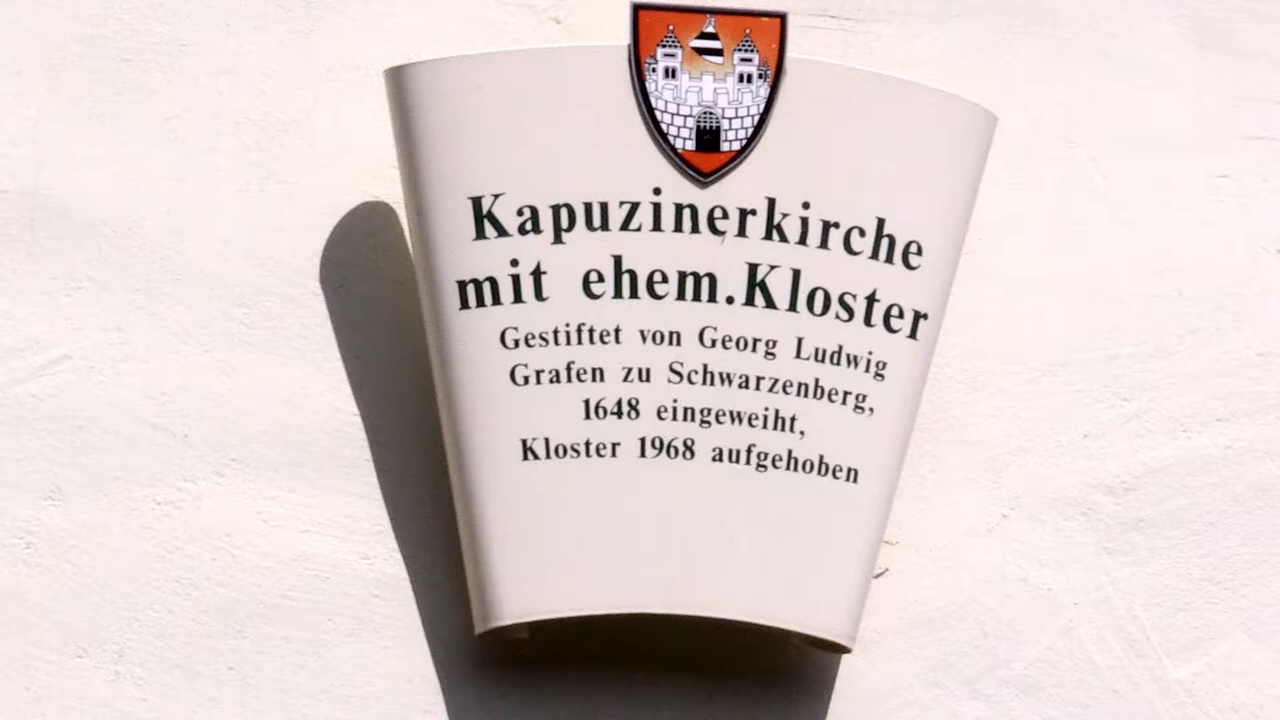 Kapuzinerkirche
mit ehem.Kloster
Gestiftet von Georg Ludwig
Grafen zu Schwarzenberg,
1648 eingeweiht,
Kloster 1968 aufgehoben